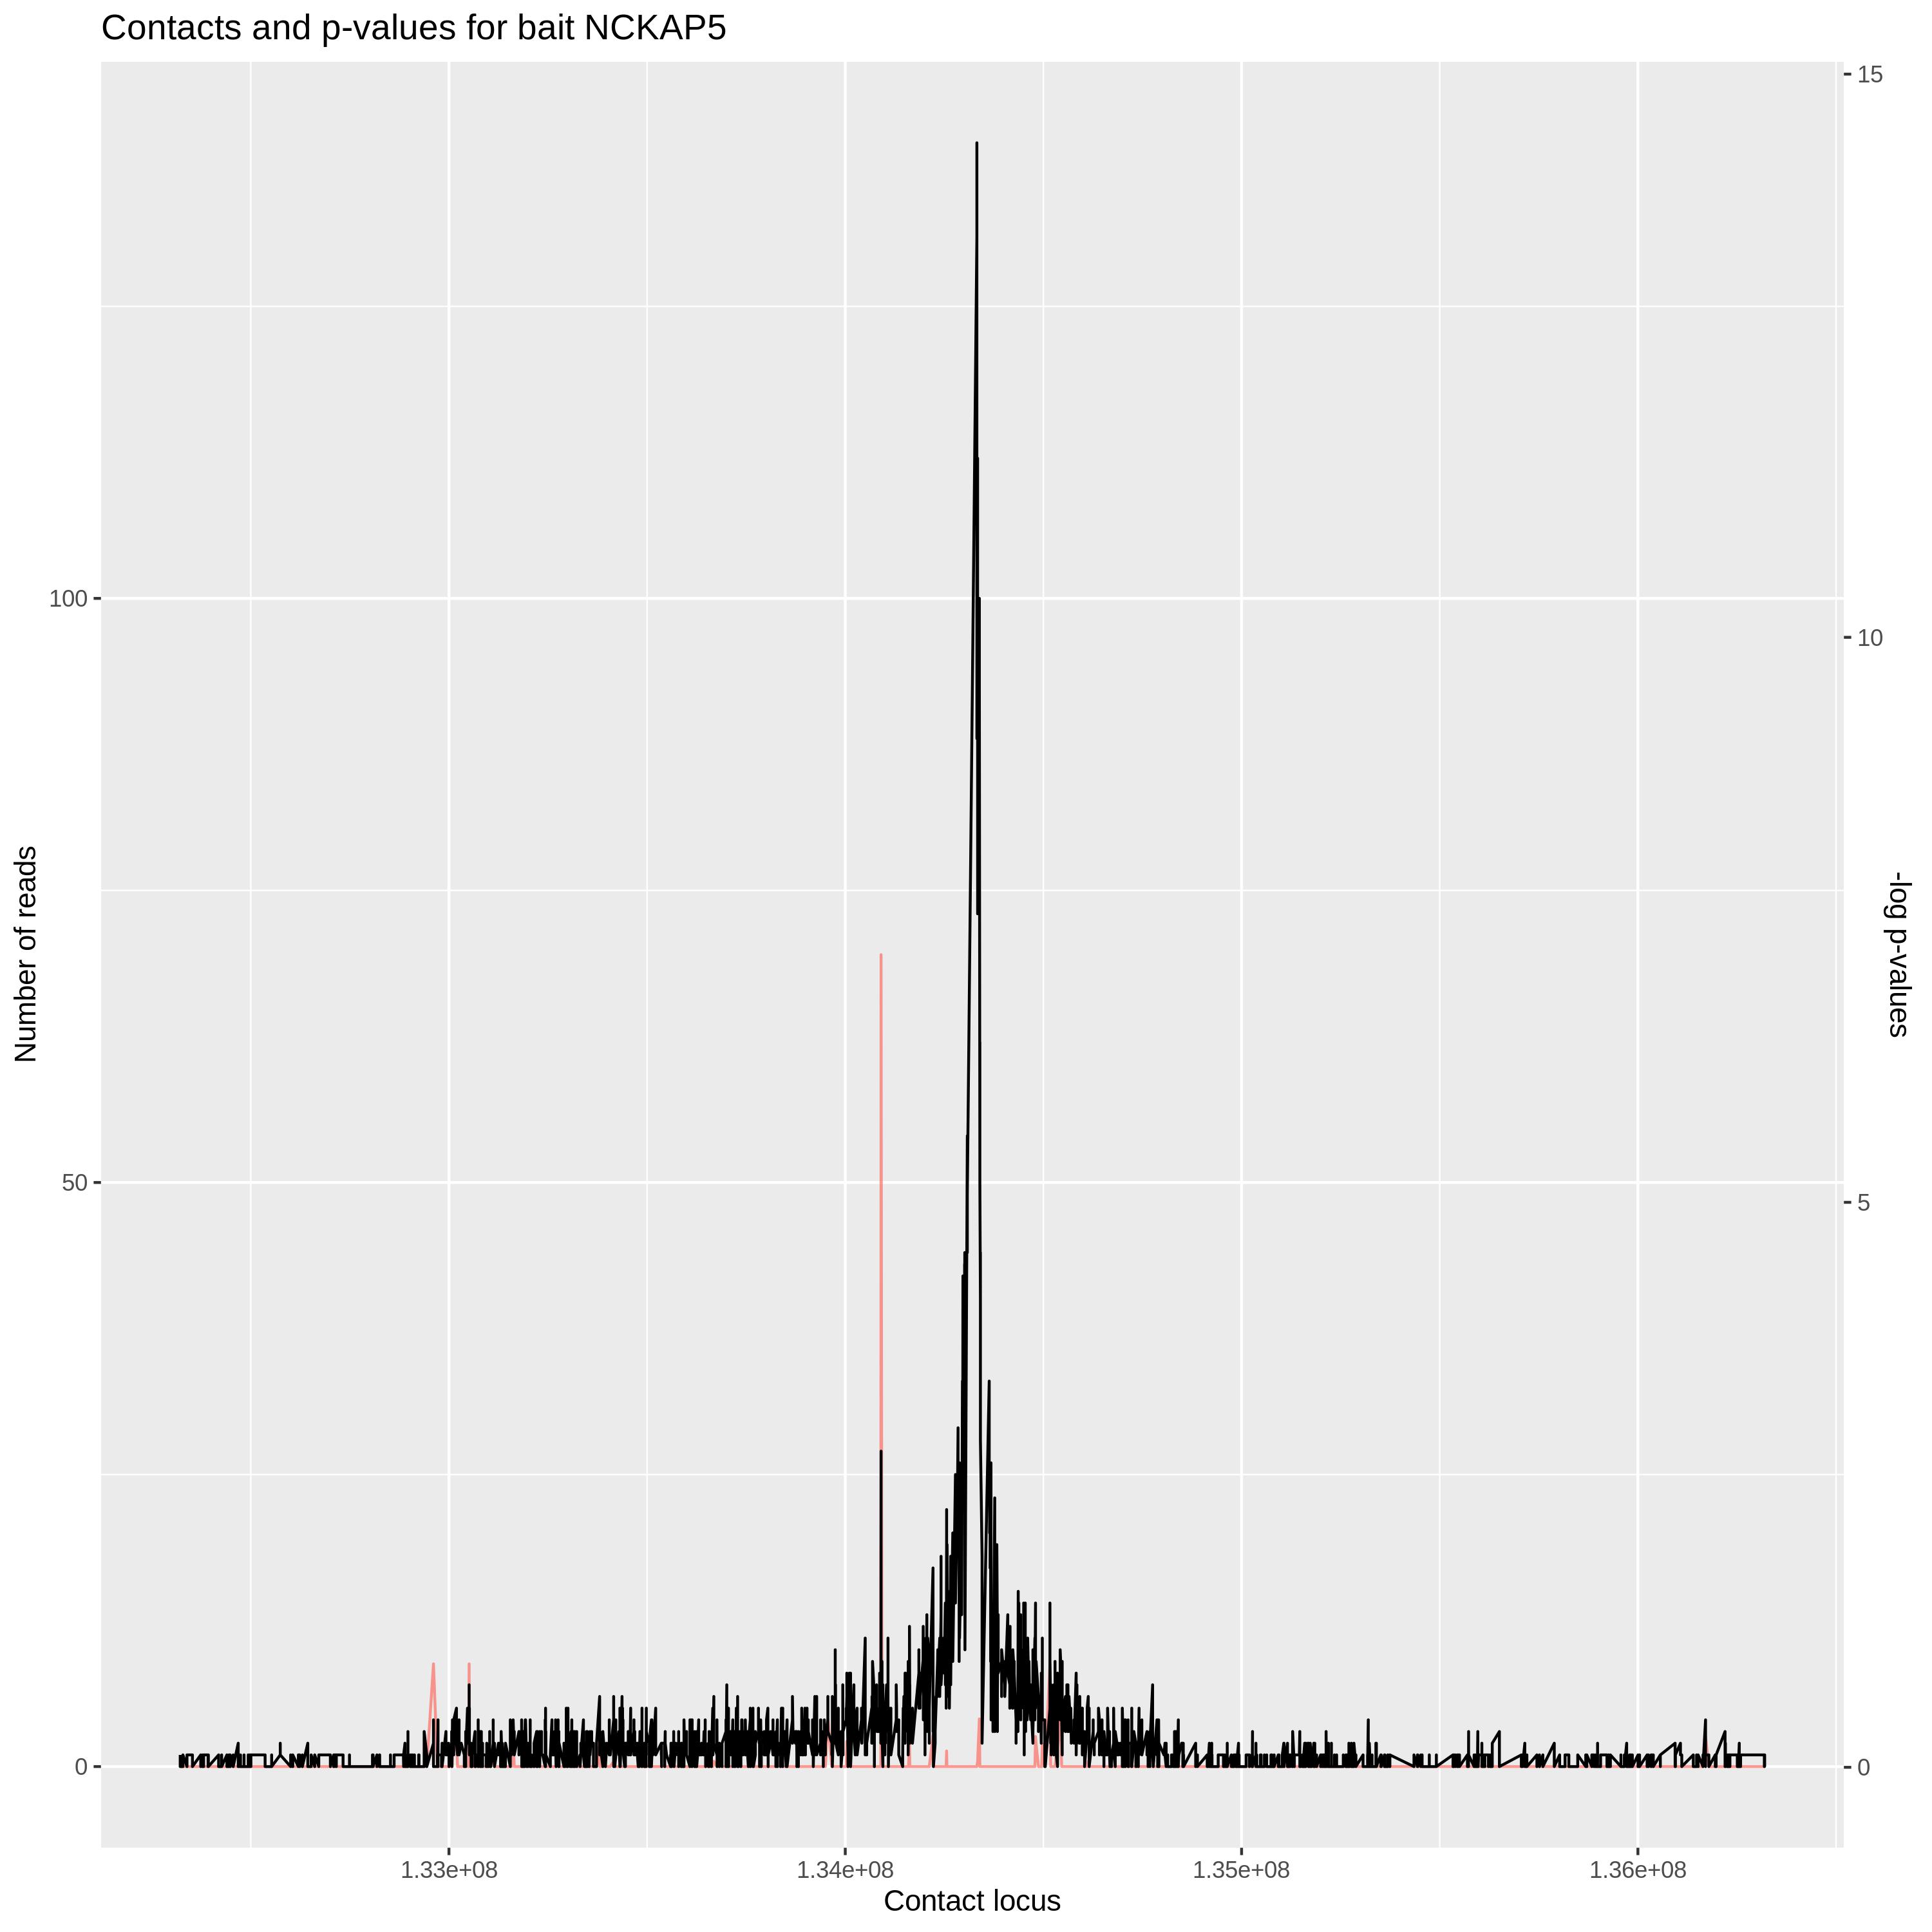 Contacts and p-values for bait NCKAP5
Number of reads
100
50
0
15
10
5
0
-log p-values
1.33e+08
1.34e+08
1.35e+08
1.36e+08
Contact locus